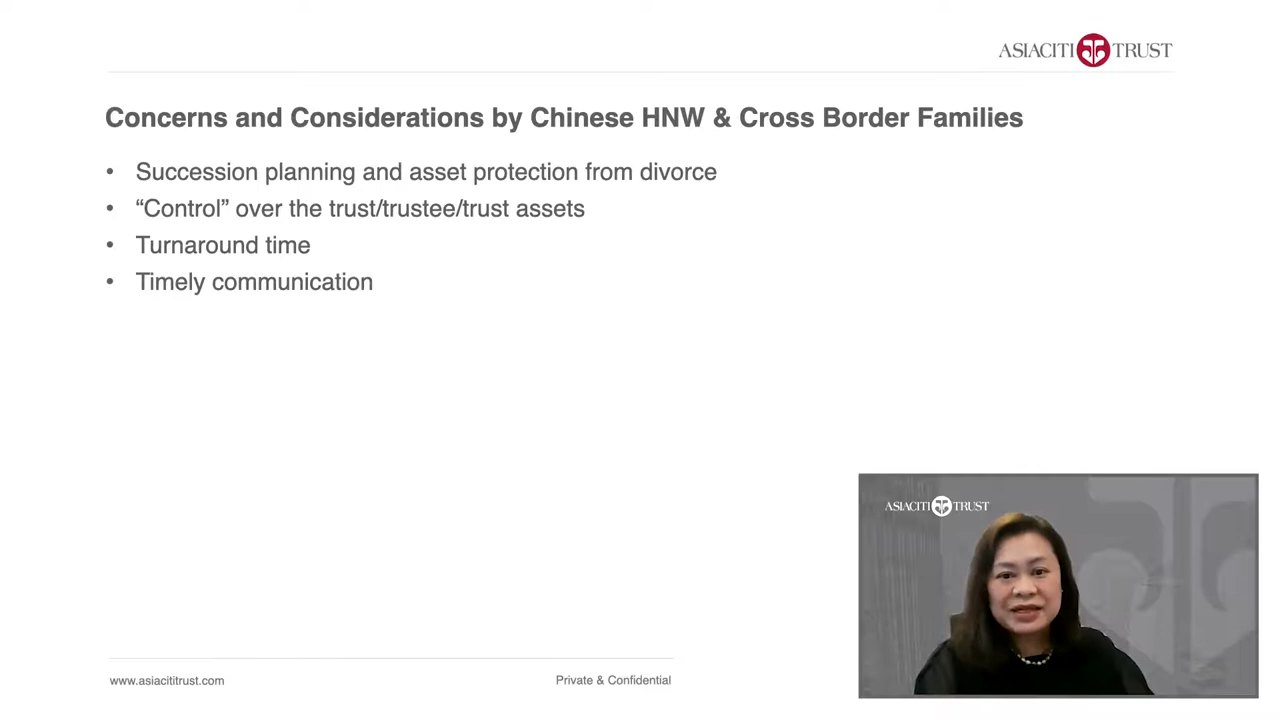 ASIACITI TRUST
Concerns and Considerations by Chinese HNW & Cross Border Families
• Succession planning and asset protection from divorce
• “Control” over the trust/trustee/trust assets
• Turnaround time
• Timely communication
ASIACITI TRUST
www.asiacititrust.com
Private & Confidential